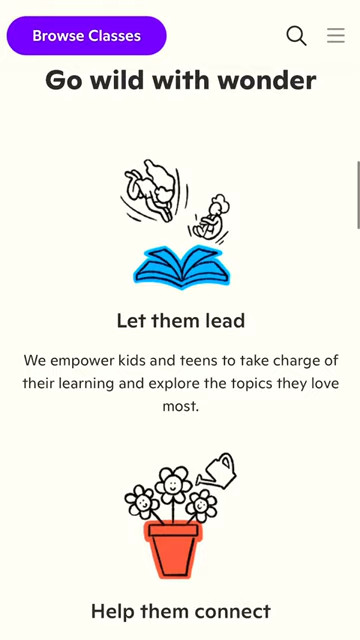 Browse Classes
Go wild with wonder
Let them lead
We empower kids and teens to take charge of
their learning and explore the topics they love
most.
Help them connect